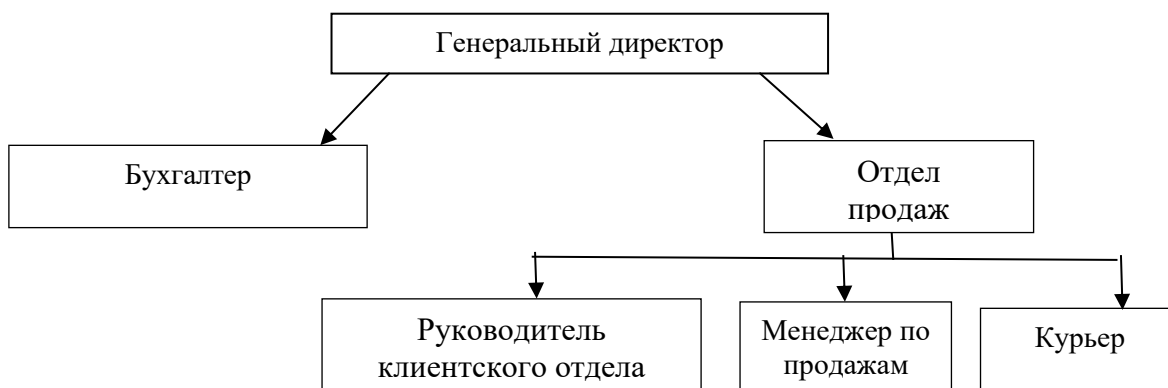 Генеральный директор
Бухгалтер
Отдел
продаж
Руководитель
клиентского отдела
Менеджер по
продажам
Курьер